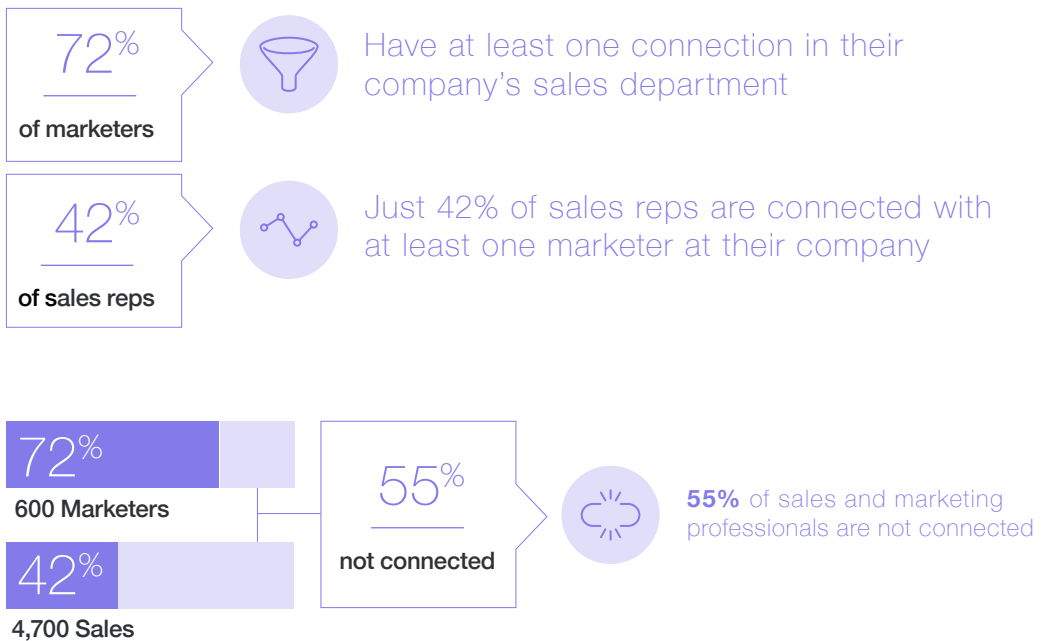 72%
of marketers
Have at least one connection in their
company's sales department
42%
of sales reps
Just 42% of sales reps are connected with
at least one marketer at their company
72%
600 Marketers
42%
4,700 Sales
55%
not connected
55% of sales and marketing
professionals are not connected